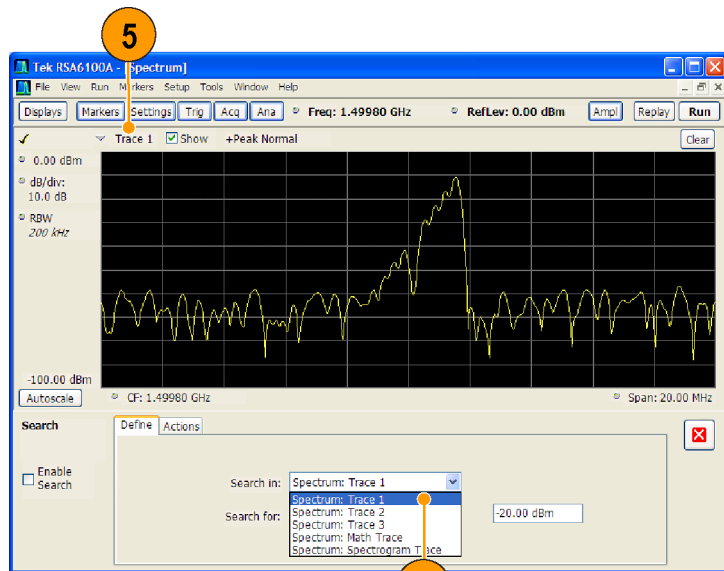 5
Tek RSA6100A - [Spectrum]
File View Run Markers Setup Tools Window Help
Displays Markers Settings Trig Acq Ana Freq: 1.49980 GHz RefLev: 0.00 dBm Ampl Replay Run
Trace 1 Show +Peak Normal Clear
0.00 dBm
dB/div:
10.0 dB
RBW
200 kHz
-100.00 dBm
Autoscale CF: 1.49980 GHz Span: 20.00 MHz
Search Define Actions
Enable
Search
Search in: Spectrum: Trace 1
Spectrum: Trace 1
Spectrum: Trace 2
Search for: -20.00 dBm
Spectrum: Trace 3
Spectrum: Math Trace
Spectrum: Spectrogram Trace